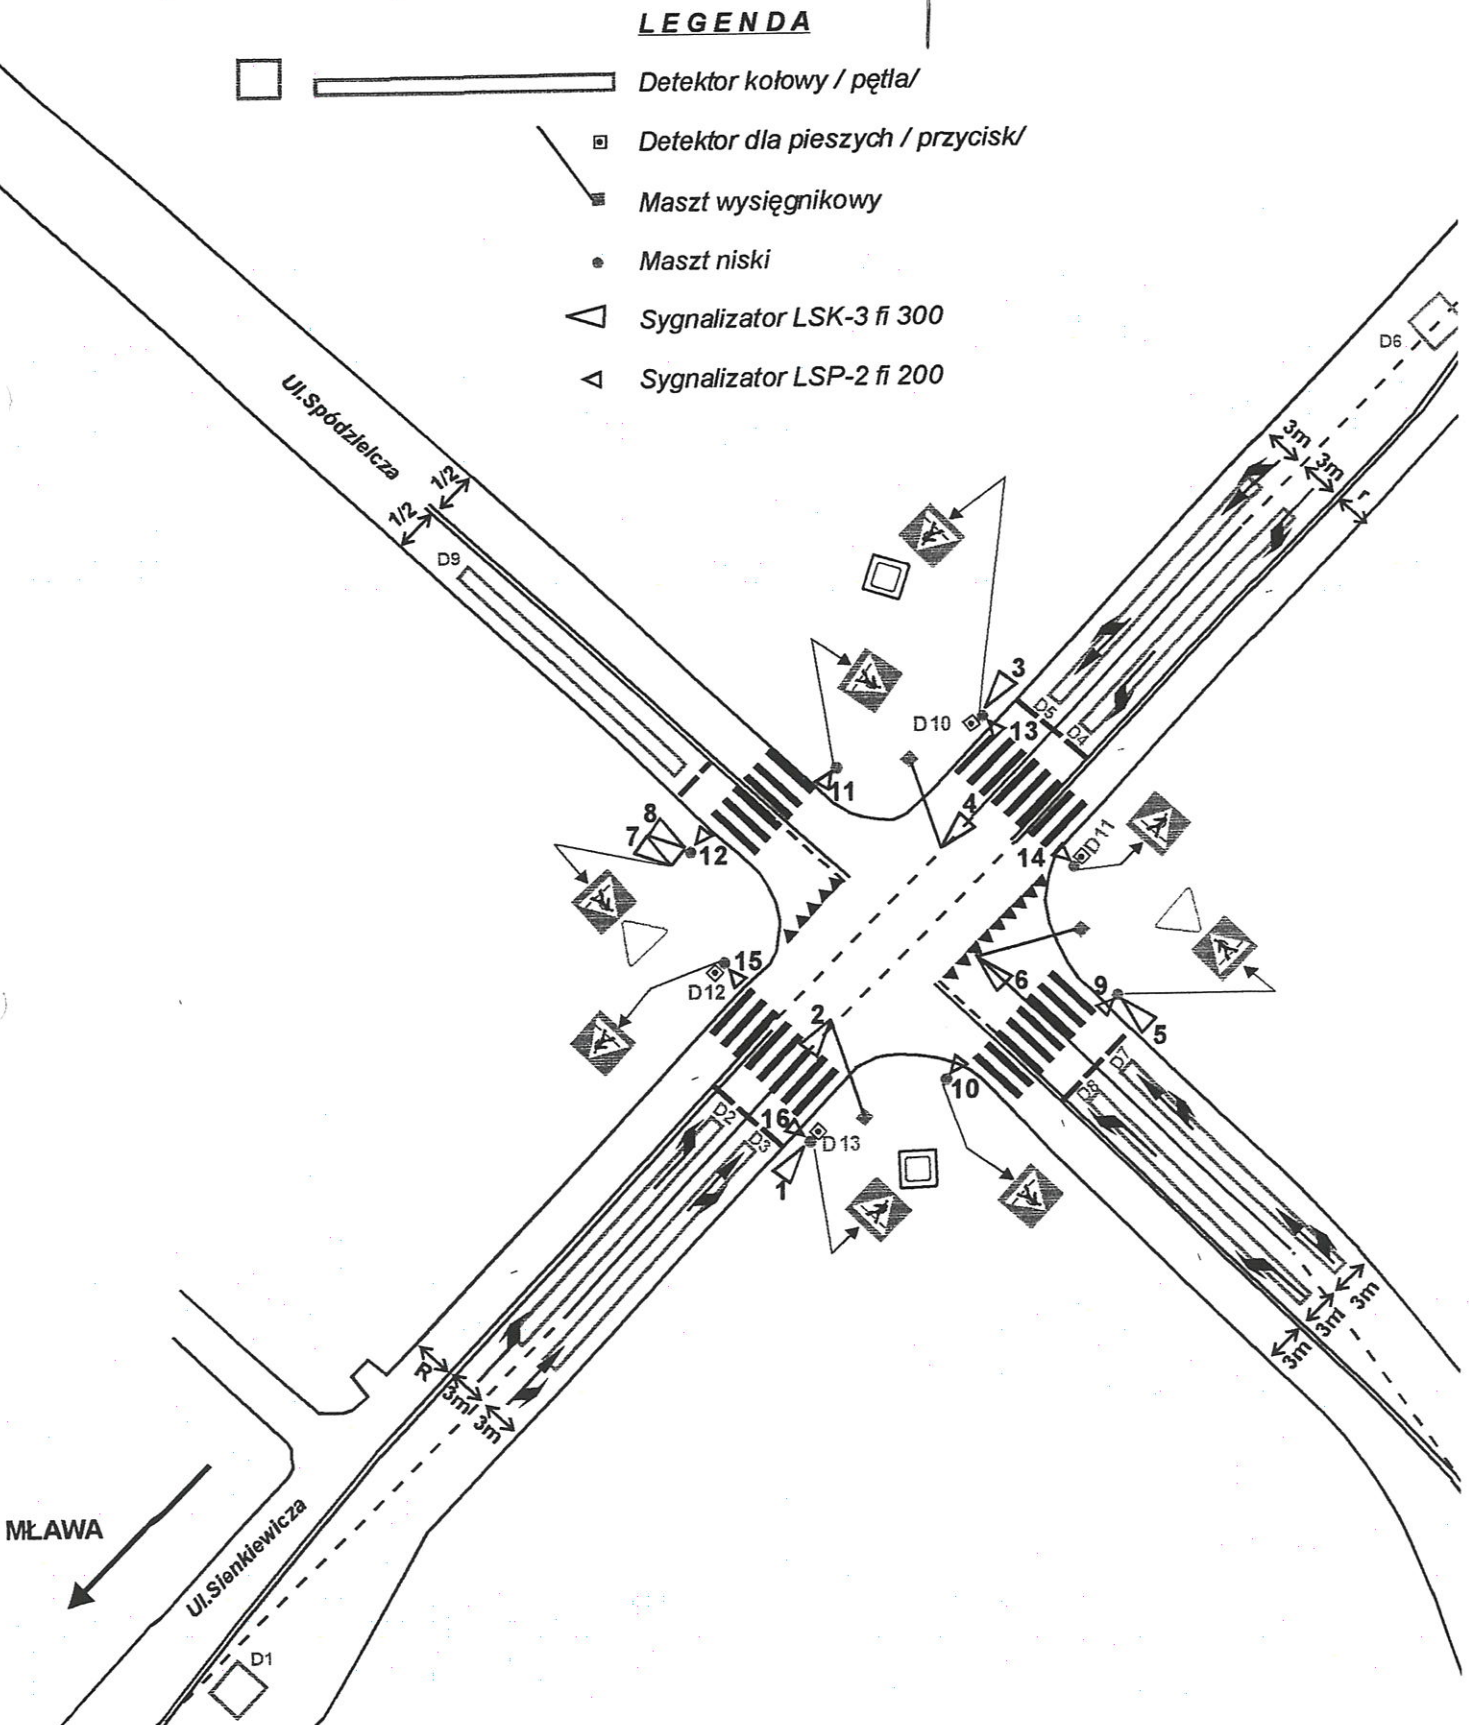 LEGENDA
Detektor kołowy / pętla/
Detektor dla pieszych / przycisk/
Maszt wysięgnikowy
Maszt niski
Sygnalizator LSK-3 fi 300
Sygnalizator LSP-2 fi 200
D6
Ul.Spódzielcza
1/2
1/2
3m
3m
r
D9
3
D10
13
D5
D4
11
4
8
7
12
14
D11
15
D12
2
6
9
5
10
D7
D8
16
D2
D3
D13
1
3m
3m
3m
R
3m
3m
MŁAWA
Ul.Sienkiewicza
D1